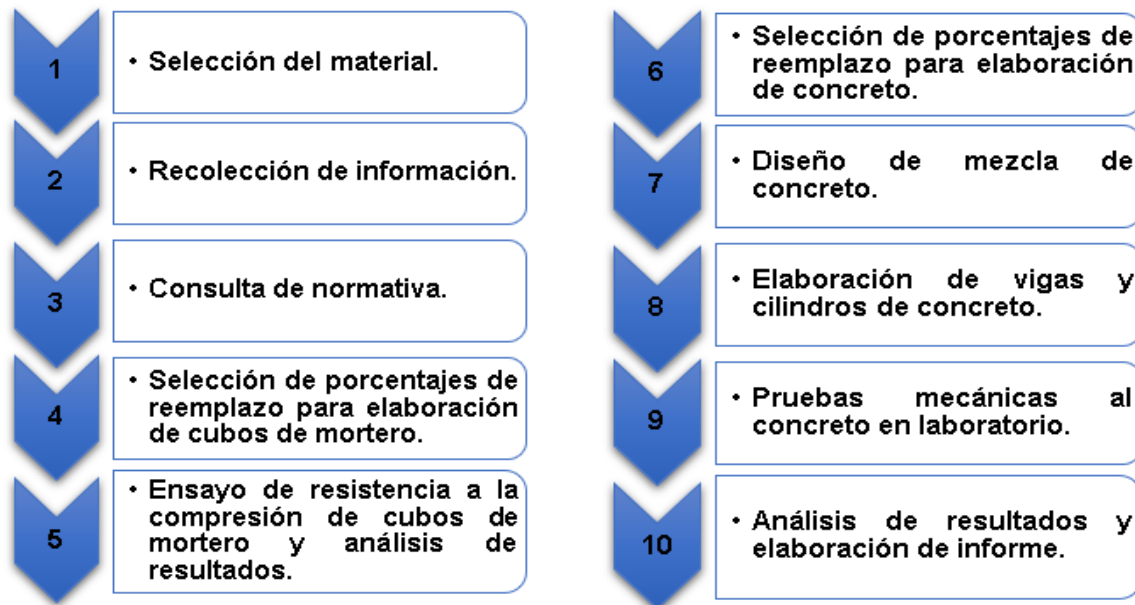 1
• Selección del material.
2
• Recolección de información.
3
• Consulta de normativa.
4
• Selección de porcentajes de
reemplazo para elaboración
de cubos de mortero.
5
• Ensayo de resistencia a la
compresión de cubos de
mortero y análisis de
resultados.
6
• Selección de porcentajes de
reemplazo para elaboración
de concreto.
7
• Diseño de mezcla de
concreto.
8
• Elaboración de vigas y
cilindros de concreto.
9
• Pruebas mecánicas al
concreto en laboratorio.
10
• Análisis de resultados y
elaboración de informe.